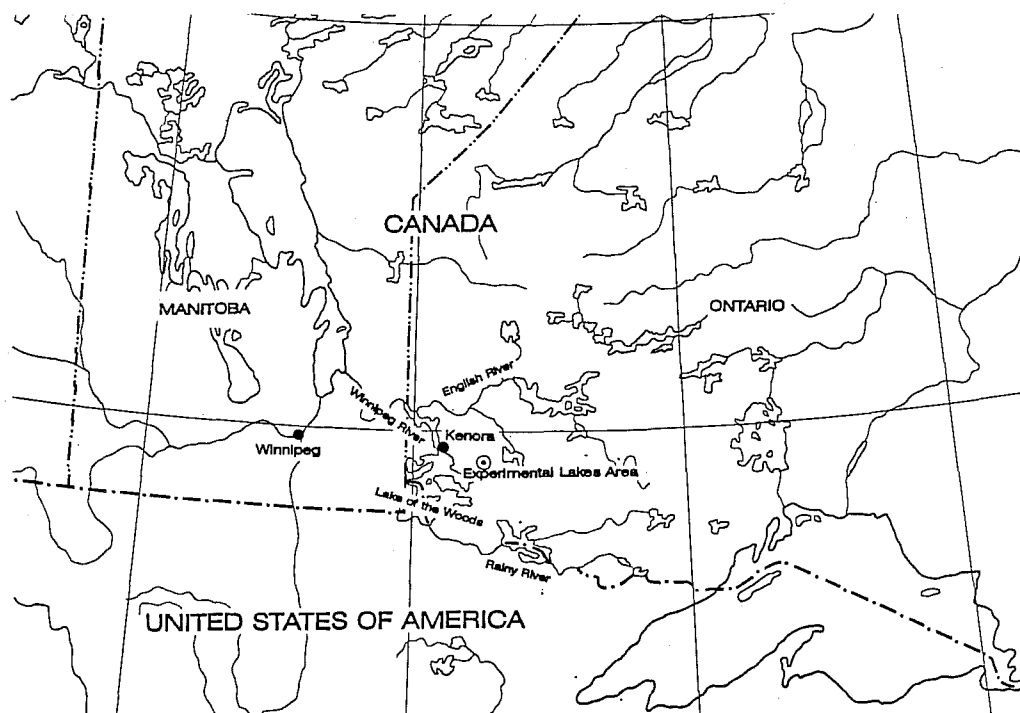 CANADA
MANITOBA
ONTARIO
English River
Winnipeg River
Kenora
Winnipeg
Experimental Lakes Area
Lake of the Woods
Rainy River
UNITED STATES OF AMERICA